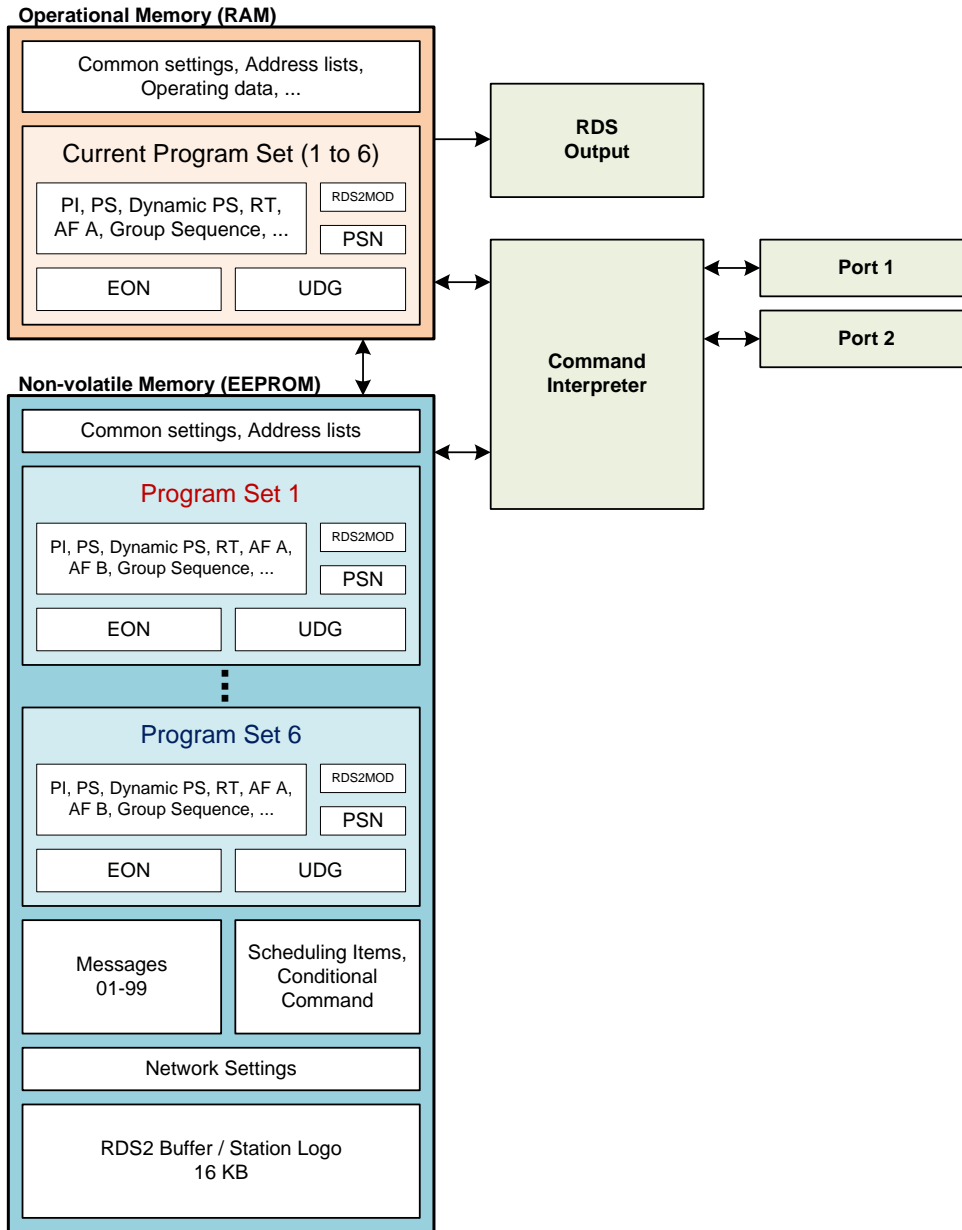 Operational Memory (RAM)
Common settings, Address lists,
Operating data, ...
Current Program Set (1 to 6)
PI, PS, Dynamic PS, RT,
AF A, Group Sequence, ...
RDS2MOD
PSN
EON
UDG
RDS
Output
Command
Interpreter
Port 1
Port 2
Non-volatile Memory (EEPROM)
Common settings, Address lists
Program Set 1
PI, PS, Dynamic PS, RT, AF A,
AF B, Group Sequence, ...
RDS2MOD
PSN
EON
UDG
Program Set 6
PI, PS, Dynamic PS, RT, AF A,
AF B, Group Sequence, ...
RDS2MOD
PSN
EON
UDG
Messages
01-99
Scheduling Items,
Conditional
Command
Network Settings
RDS2 Buffer / Station Logo
16 KB